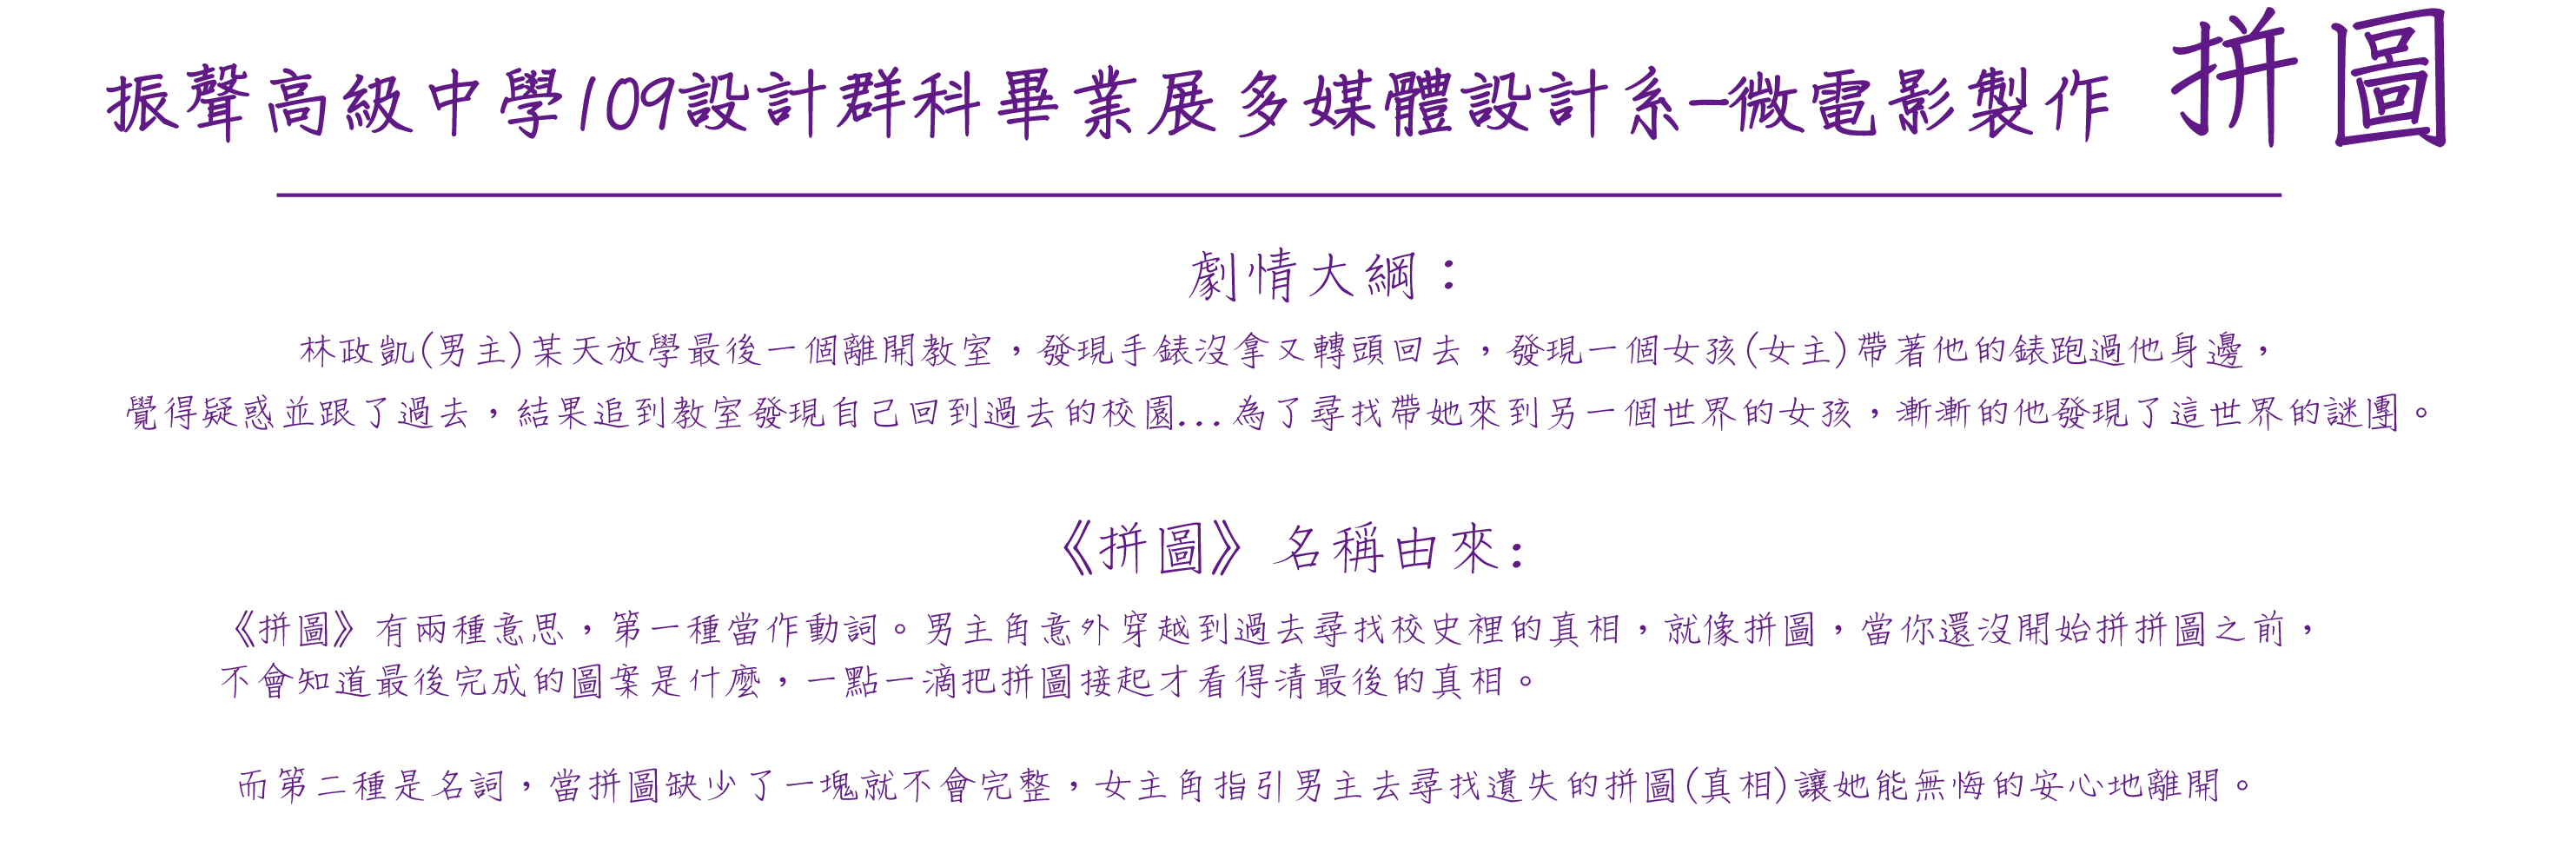 振聲高級中學109設計群科畢業展多媒體設計系-微電影製作 拼圖
劇情大綱：
林政凱(男主)某天放學最後一個離開教室，發現手錶沒拿又轉頭回去，發現一個女孩(女主)帶著他的錶跑過他身邊，
覺得疑惑並跟了過去，結果追到教室發現自己回到過去的校園...為了尋找帶她來到另一個世界的女孩，漸漸的他發現了這世界的謎團。
《拼圖》名稱由來:
《拼圖》有兩種意思，第一種當作動詞。男主角意外穿越到過去尋找校史裡的真相，就像拼圖，當你還沒開始拼拼圖之前，
不會知道最後完成的圖案是什麼，一點一滴把拼圖接起才看得清最後的真相。
而第二種是名詞，當拼圖缺少了一塊就不會完整，女主角指引男主去尋找遺失的拼圖(真相)讓她能無悔的安心地離開。